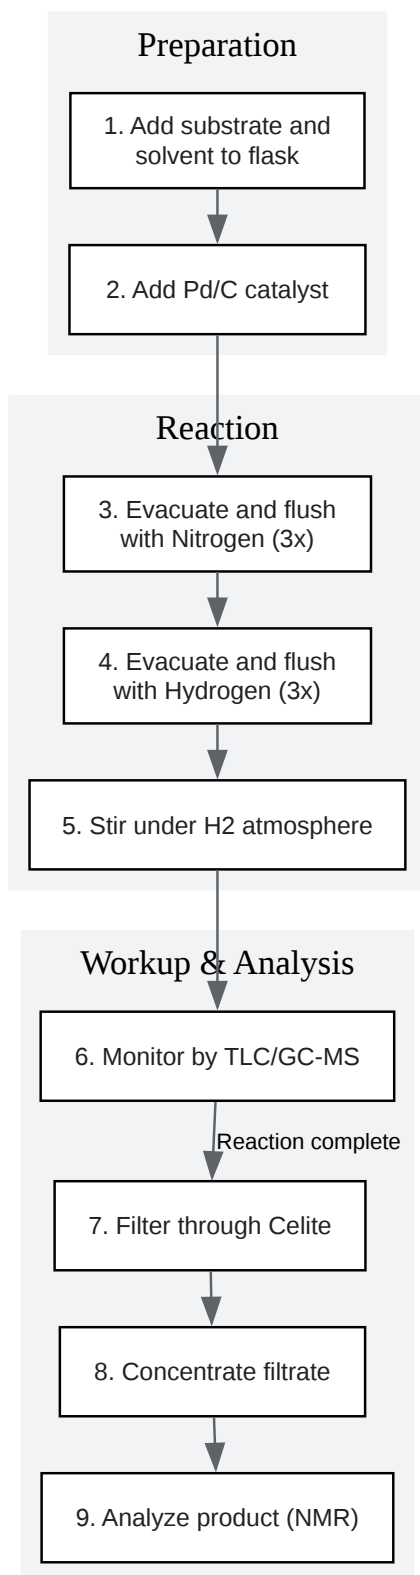 Preparation
1. Add substrate and
solvent to flask
2. Add Pd/C catalyst
Reaction
3. Evacuate and flush
with Nitrogen (3x)
4. Evacuate and flush
with Hydrogen (3x)
5. Stir under H2 atmosphere
Workup & Analysis
6. Monitor by TLC/GC-MS
Reaction complete
7. Filter through Celite
8. Concentrate filtrate
9. Analyze product (NMR)